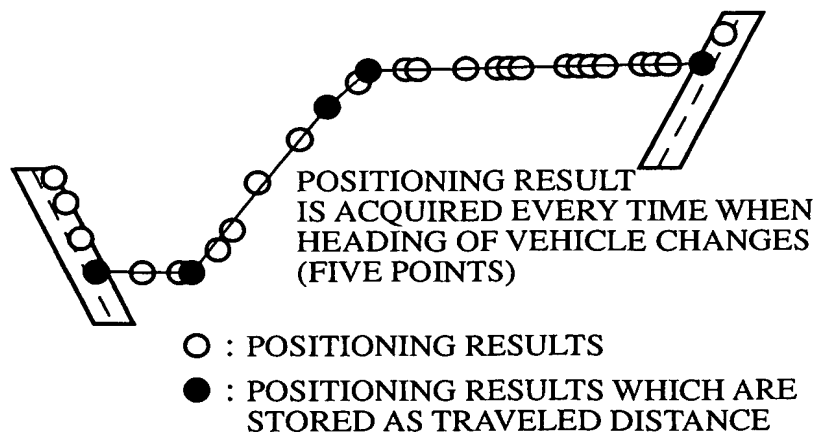 POSITIONING RESULT
IS ACQUIRED EVERY TIME WHEN
HEADING OF VEHICLE CHANGES
(FIVE POINTS)
: POSITIONING RESULTS
: POSITIONING RESULTS WHICH ARE
STORED AS TRAVELED DISTANCE